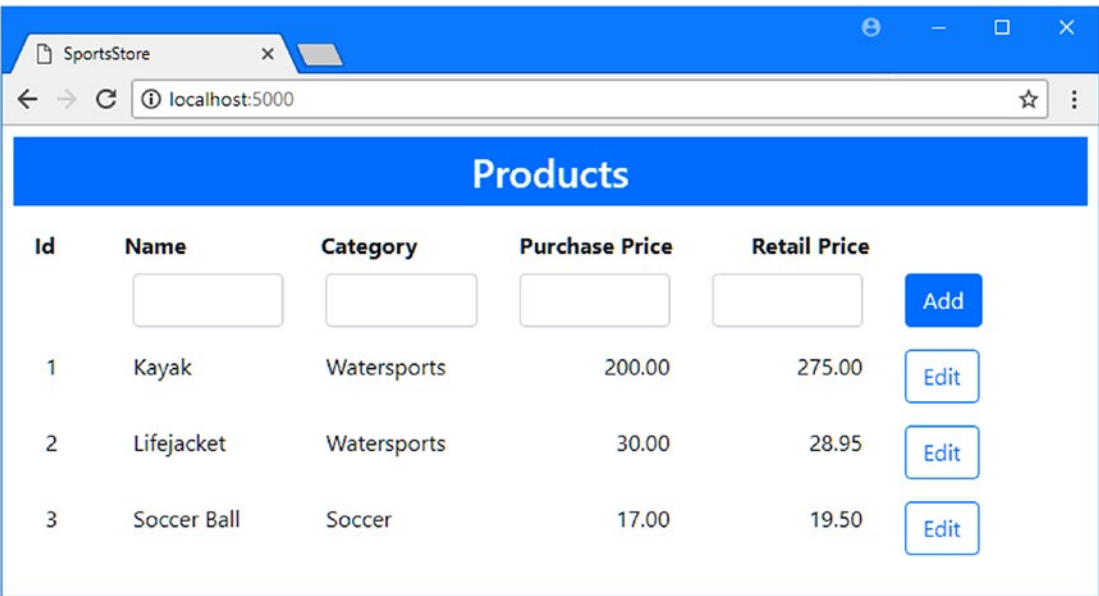 SportsStore
localhost:5000
Products
Id Name Category Purchase Price Retail Price
Add
1 Kayak Watersports 200.00 275.00 Edit
2 Lifejacket Watersports 30.00 28.95 Edit
3 Soccer Ball Soccer 17.00 19.50 Edit